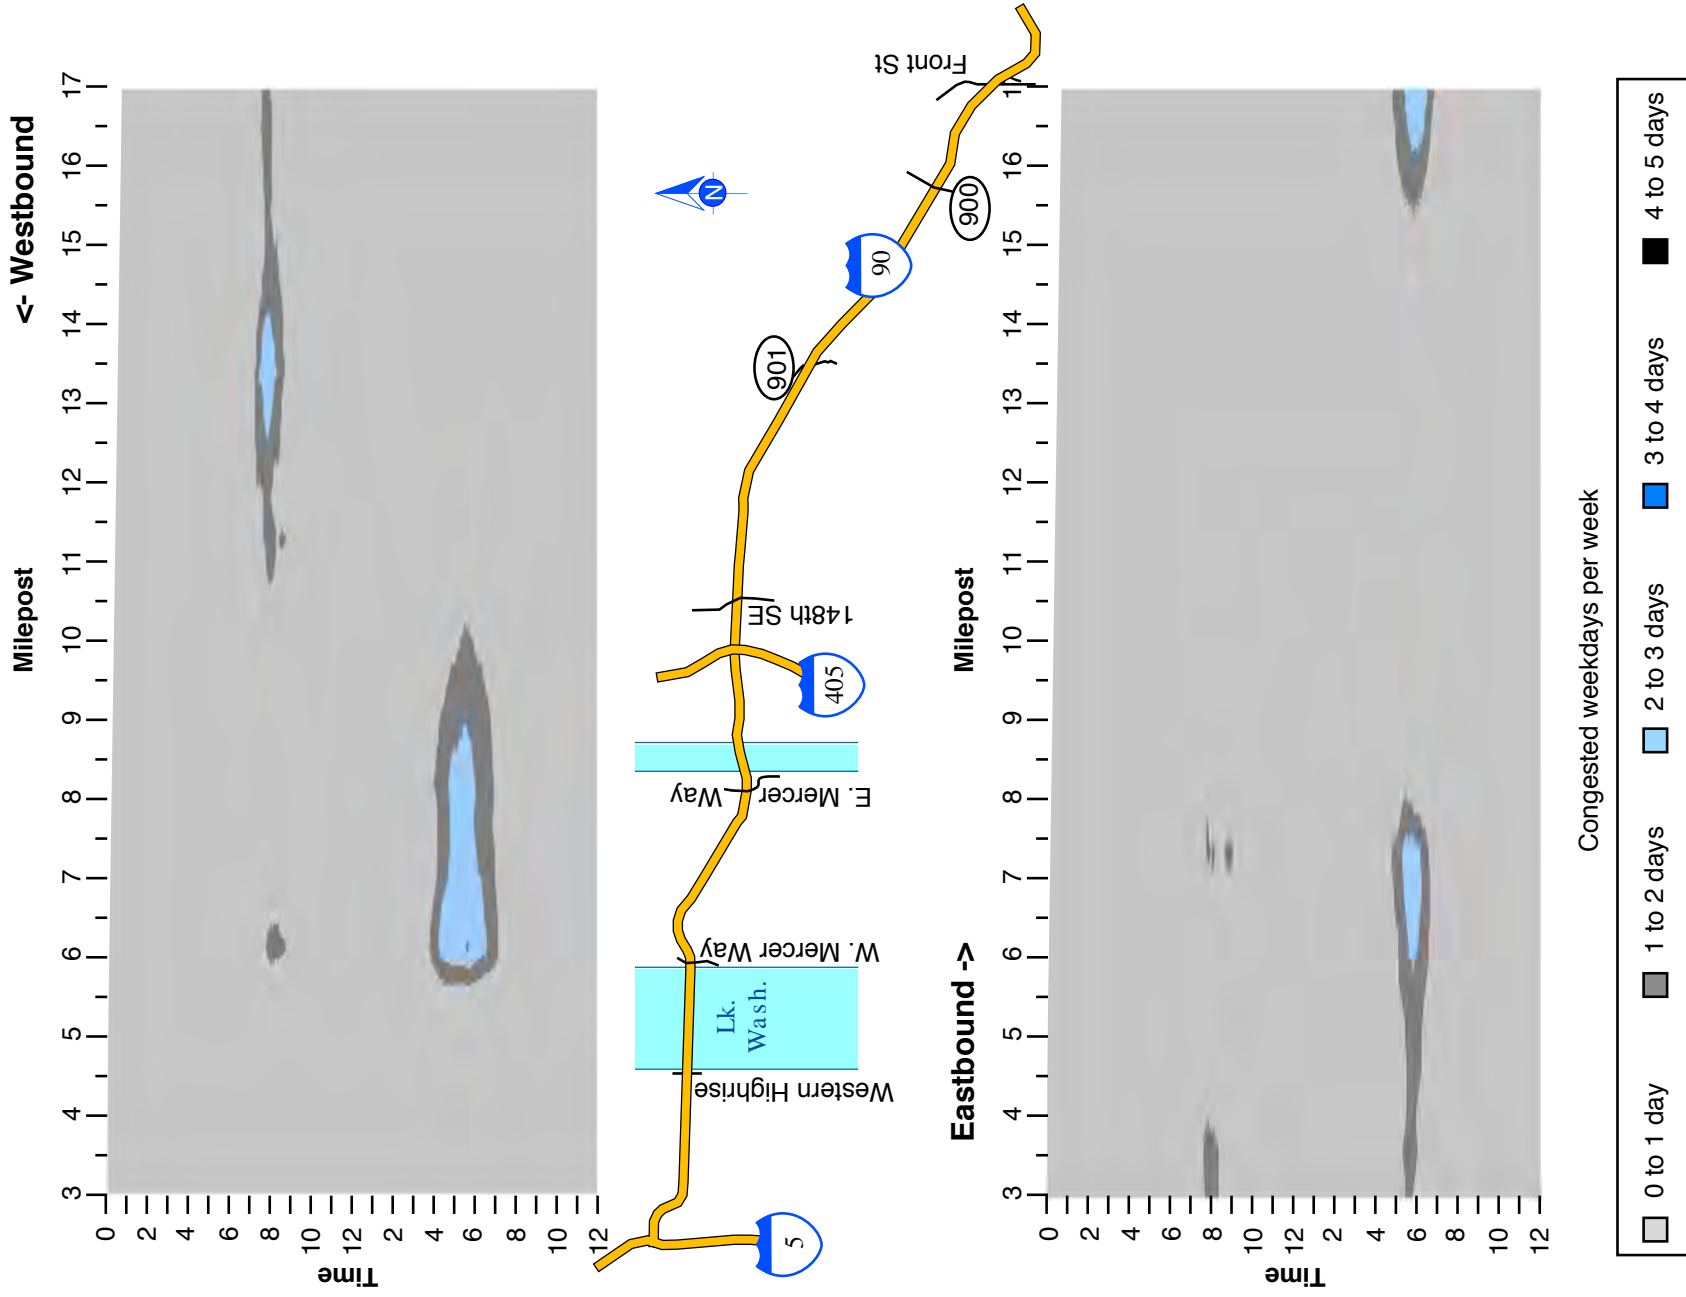 Milepost
<- Westbound
3 4 5 6 7 8 9 10 11 12 13 14 15 16 17
0
2
4
6
8
10
12
2
4
6
8
10
12
Time
5
Western Highrise
Lk.
Wash.
W. Mercer Way
E. Mercer
Way
405
148th SE
901
90
900
Front St
N
Eastbound ->
Milepost
3 4 5 6 7 8 9 10 11 12 13 14 15 16 17
0
2
4
6
8
10
12
2
4
6
8
10
12
Time
Congested weekdays per week
0 to 1 day 1 to 2 days 2 to 3 days 3 to 4 days 4 to 5 days